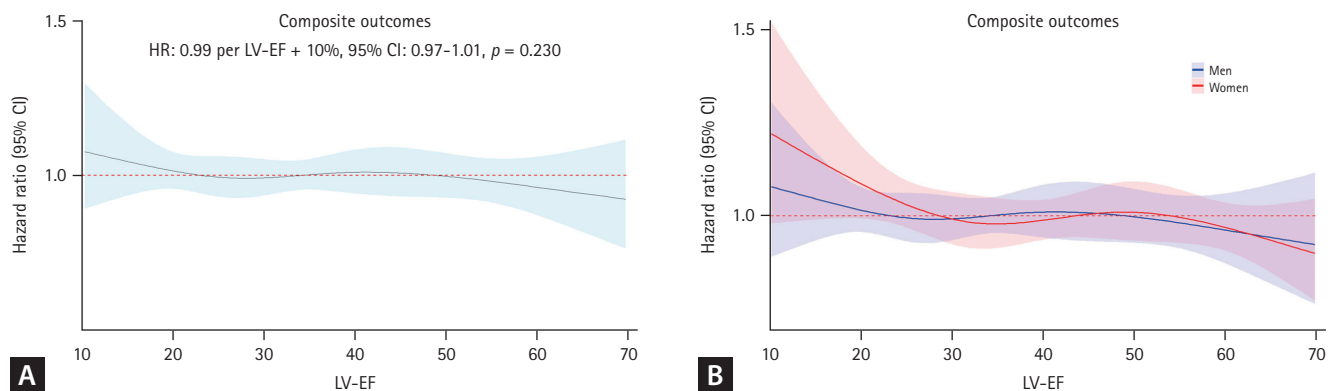 Composite outcomes
HR: 0.99 per LV-EF + 10%, 95% CI: 0.97-1.01, p = 0.230
Hazard ratio (95% CI)
1.5
1.0
10 20 30 40 50 60 70
LV-EF
A
Composite outcomes
Men
Women
Hazard ratio (95% CI)
1.5
1.0
10 20 30 40 50 60 70
LV-EF
B